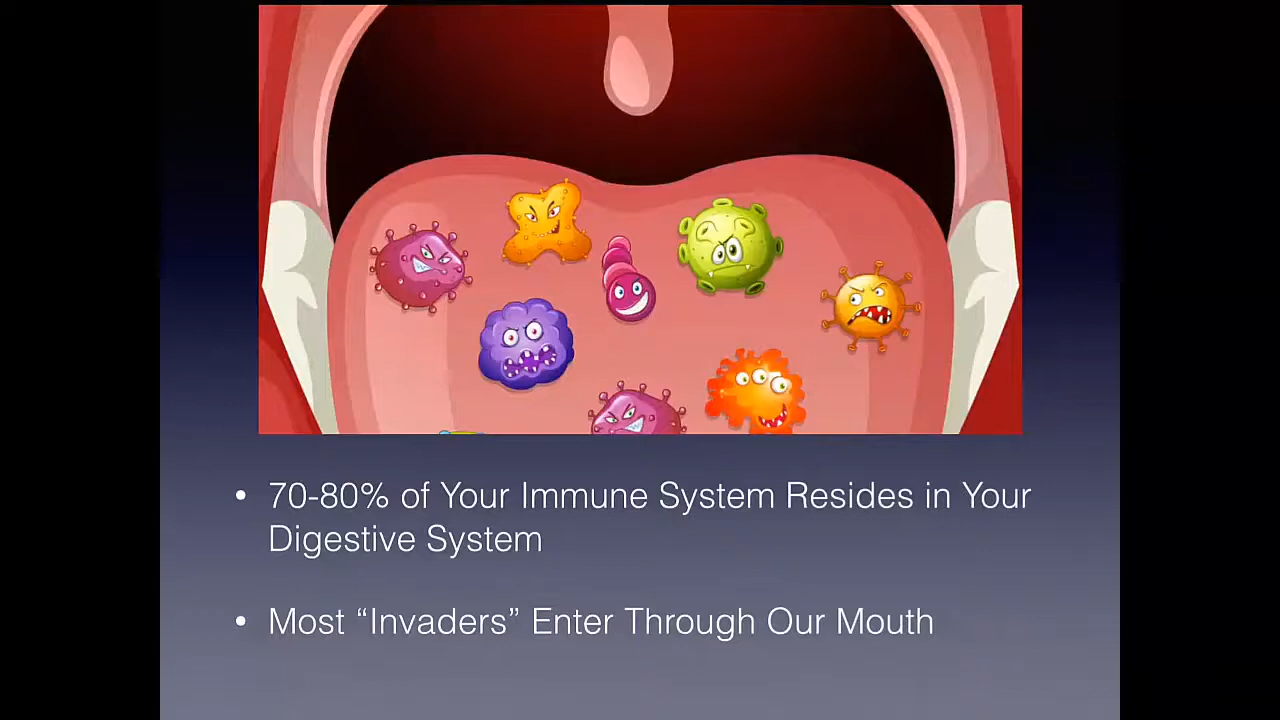 • 70-80% of Your Immune System Resides in Your
Digestive System
• Most “Invaders” Enter Through Our Mouth